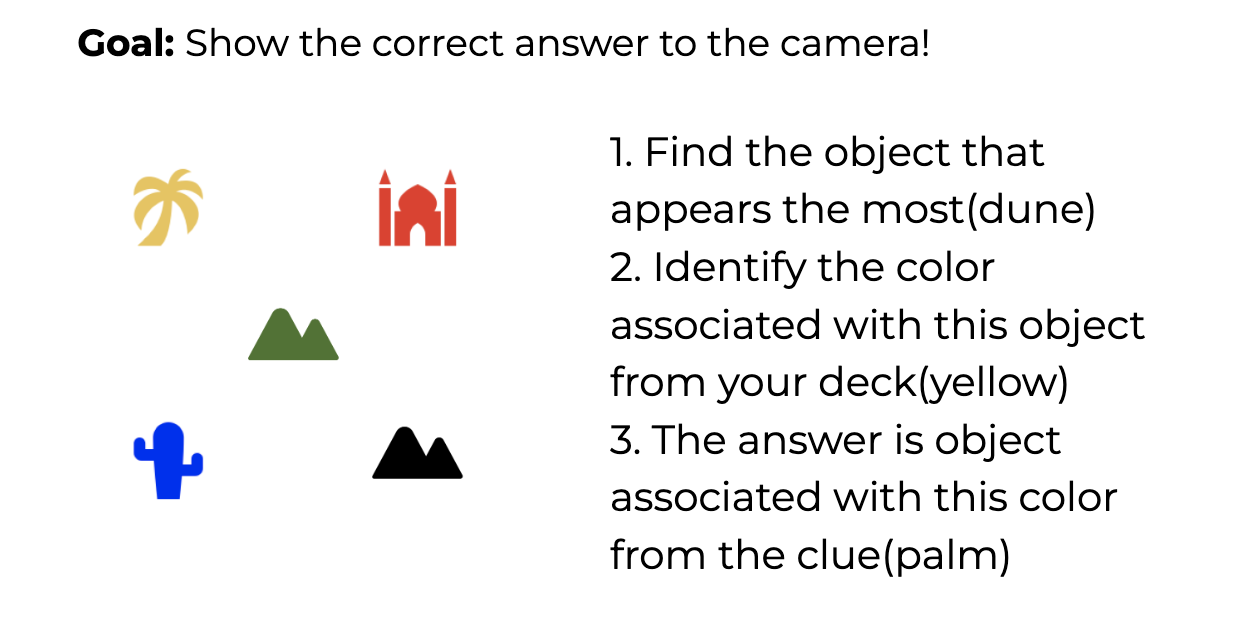 Goal: Show the correct answer to the camera!
1. Find the object that
appears the most(dune)
2. Identify the color
associated with this object
from your deck(yellow)
3. The answer is object
associated with this color
from the clue(palm)